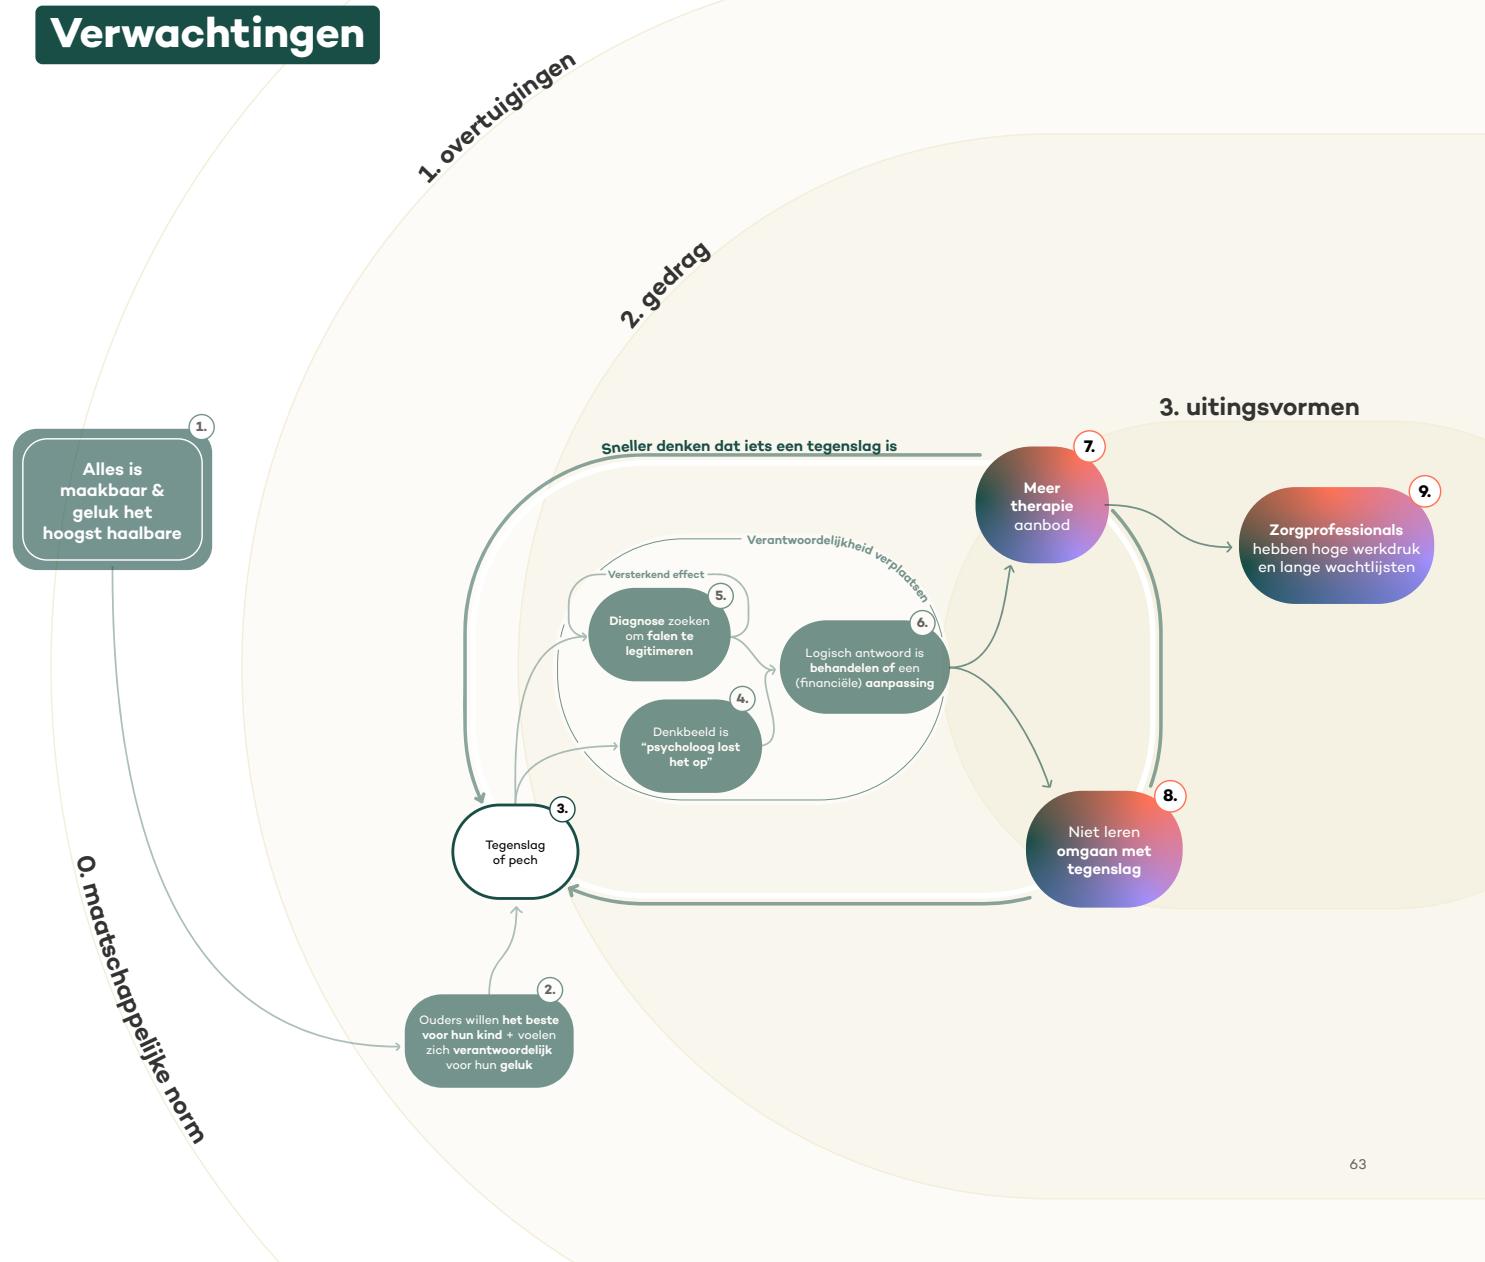 Verwachtingen
1. overtuigingen
2. gedrag
3. uitingsvormen
0. maatschappelijke norm
1.
Alles is
maakbaar &
geluk het
hoogst haalbare
Sneller denken dat iets een tegenslag is
7.
Meer
therapie
aanbod
9.
Zorgprofessionals
hebben hoge werkdruk
en lange wachtlijsten
Verantwoordelijkheid verplaatsen
Versterkend effect
5.
Diagnose zoeken
om falen te
legitimeren
6.
Logisch antwoord is
behandelen of een
(financiële) aanpassing
4.
Denkbeeld is
“psycholoog lost
het op”
3.
Tegenslag
of pech
8.
Niet leren
omgaan met
tegenslag
2.
Ouders willen het beste
voor hun kind + voelen
zich verantwoordelijk
voor hun geluk
63